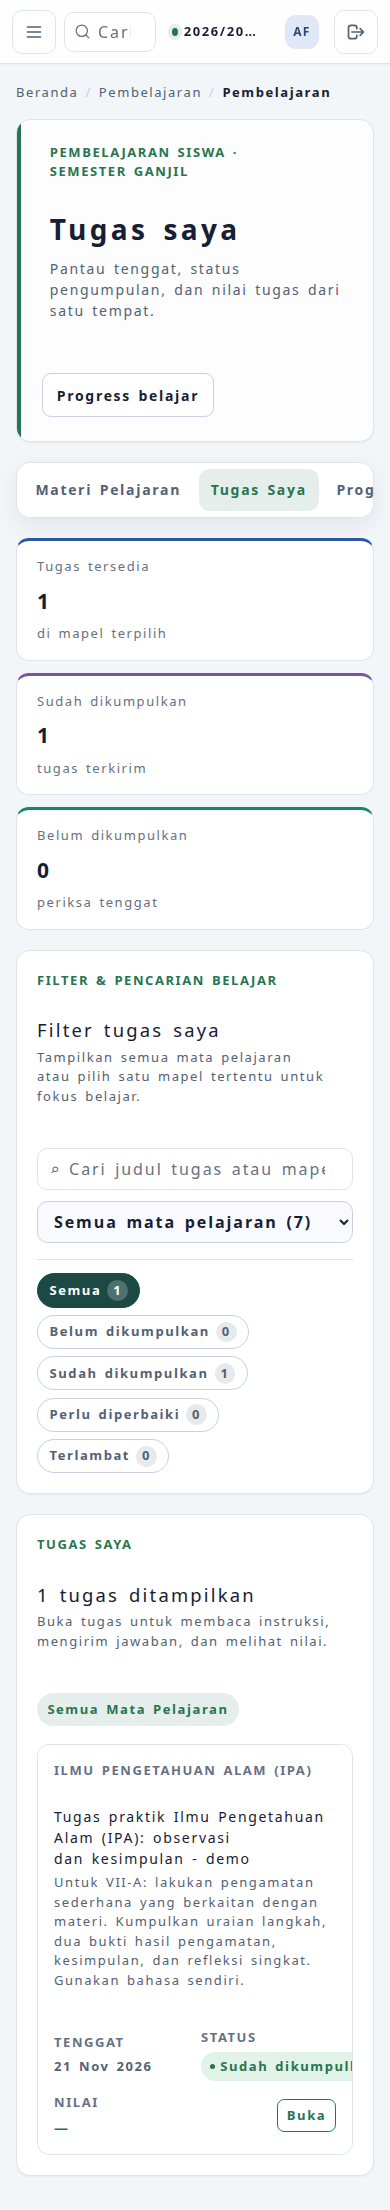 Car
2026/20...
AF
Beranda / Pembelajaran / Pembelajaran
PEMBELAJARAN SISWA ·
SEMESTER GANJIL
Tugas saya
Pantau tenggat, status
pengumpulan, dan nilai tugas dari
satu tempat.
Progress belajar
Materi Pelajaran Tugas Saya Prog
Tugas tersedia
1
di mapel terpilih
Sudah dikumpulkan
1
tugas terkirim
Belum dikumpulkan
0
periksa tenggat
FILTER & PENCARIAN BELAJAR
Filter tugas saya
Tampilkan semua mata pelajaran
atau pilih satu mapel tertentu untuk
fokus belajar.
Cari judul tugas atau mape
Semua mata pelajaran (7)
Semua 1
Belum dikumpulkan 0
Sudah dikumpulkan 1
Perlu diperbaiki 0
Terlambat 0
TUGAS SAYA
1 tugas ditampilkan
Buka tugas untuk membaca instruksi,
mengirim jawaban, dan melihat nilai.
Semua Mata Pelajaran
ILMU PENGETAHUAN ALAM (IPA)
Tugas praktik Ilmu Pengetahuan
Alam (IPA): observasi
dan kesimpulan - demo
Untuk VII-A: lakukan pengamatan
sederhana yang berkaitan dengan
materi. Kumpulkan uraian langkah,
dua bukti hasil pengamatan,
kesimpulan, dan refleksi singkat.
Gunakan bahasa sendiri.
TENGGAT
21 Nov 2026
STATUS
Sudah dikumpull
NILAI
—
Buka